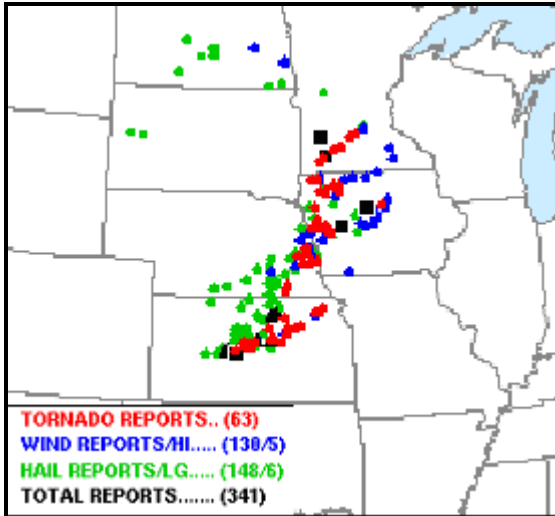 TORNADO REPORTS.. (63)
WIND REPORTS/HI..... (130/5)
HAIL REPORTS/LG..... (148/6)
TOTAL REPORTS....... (341)